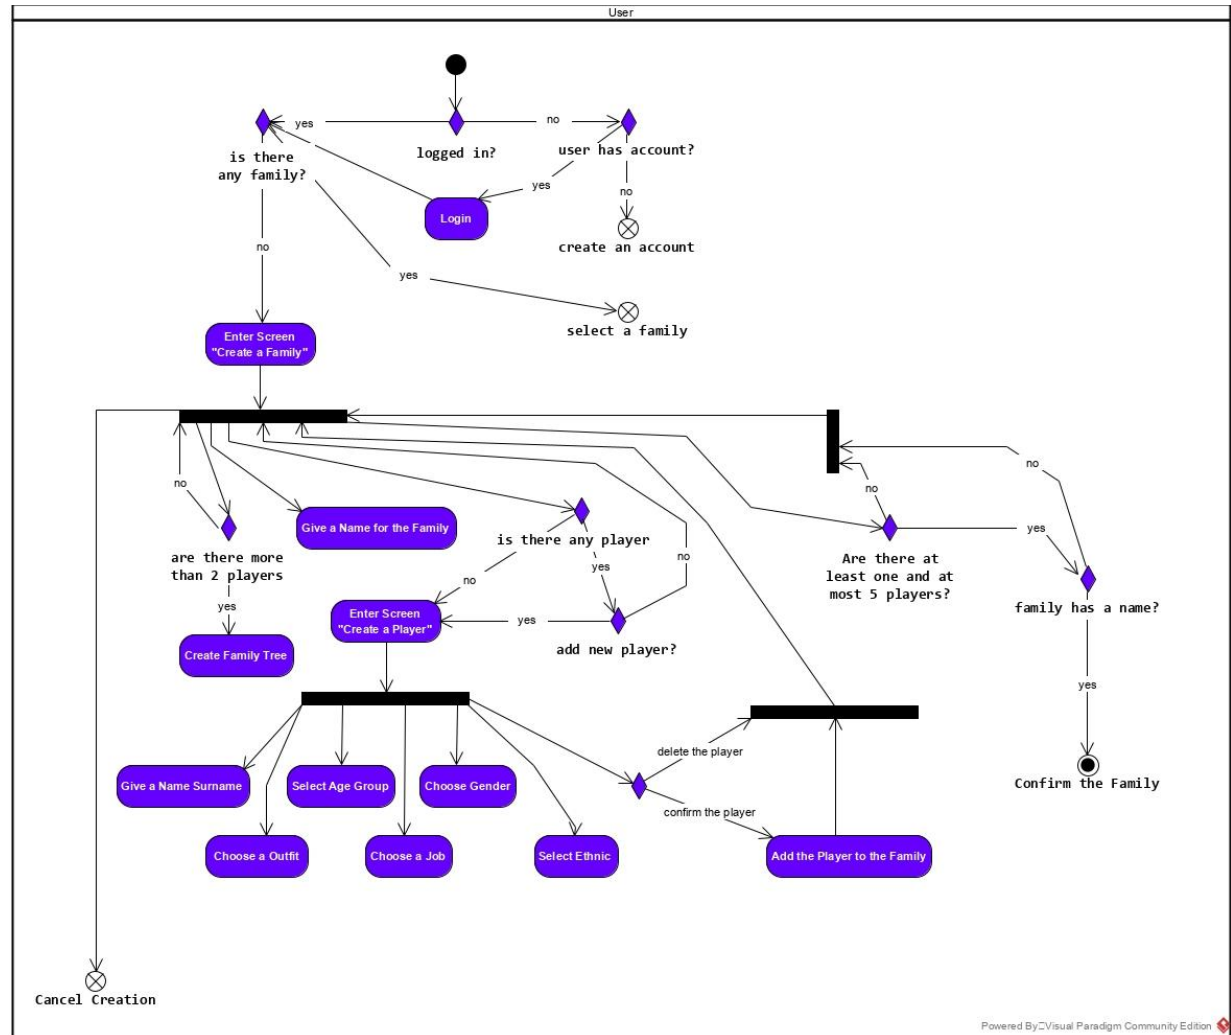 User
yes
no
logged in?
user has account?
is there
any family?
yes
no
Login
create an account
no
yes
select a family
Enter Screen
"Create a Family"
no
no
no
Give a Name for the Family
is there any player
yes
are there more
than 2 players
no
yes
no
Are there at
least one and at
most 5 players?
yes
family has a name?
Enter Screen
"Create a Player"
yes
add new player?
Create Family Tree
yes
delete the player
Give a Name Surname
Select Age Group
Choose Gender
Confirm the Family
confirm the player
Choose a Outfit
Choose a Job
Select Ethnic
Add the Player to the Family
Cancel Creation
Powered By Visual Paradigm Community Edition